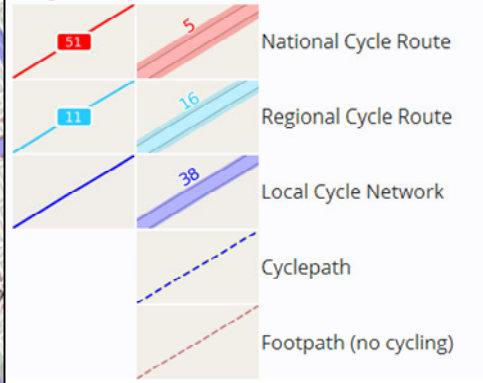 51 5 National Cycle Route
11 16 Regional Cycle Route
38 Local Cycle Network
Cyclepath
Footpath (no cycling)